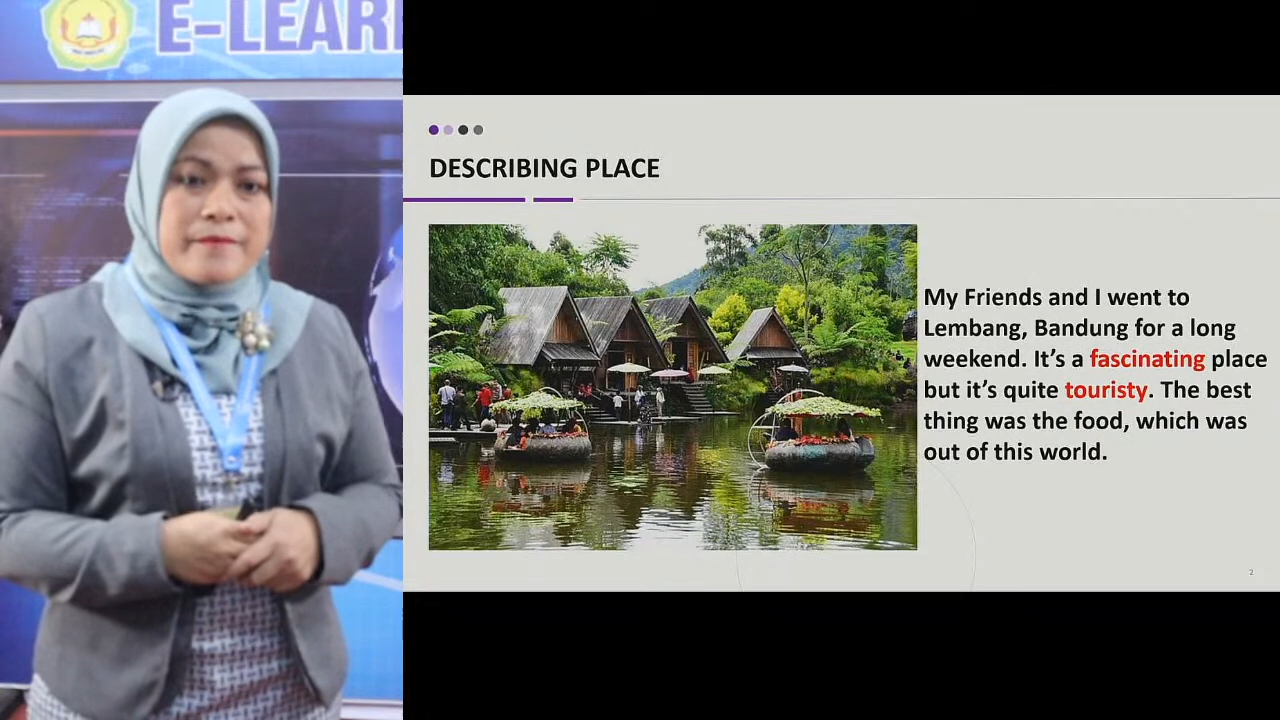 E-LEAR
DESCRIBING PLACE
My Friends and I went to
Lembang, Bandung for a long
weekend. It’s a fascinating place
but it’s quite touristy. The best
thing was the food, which was
out of this world.
2